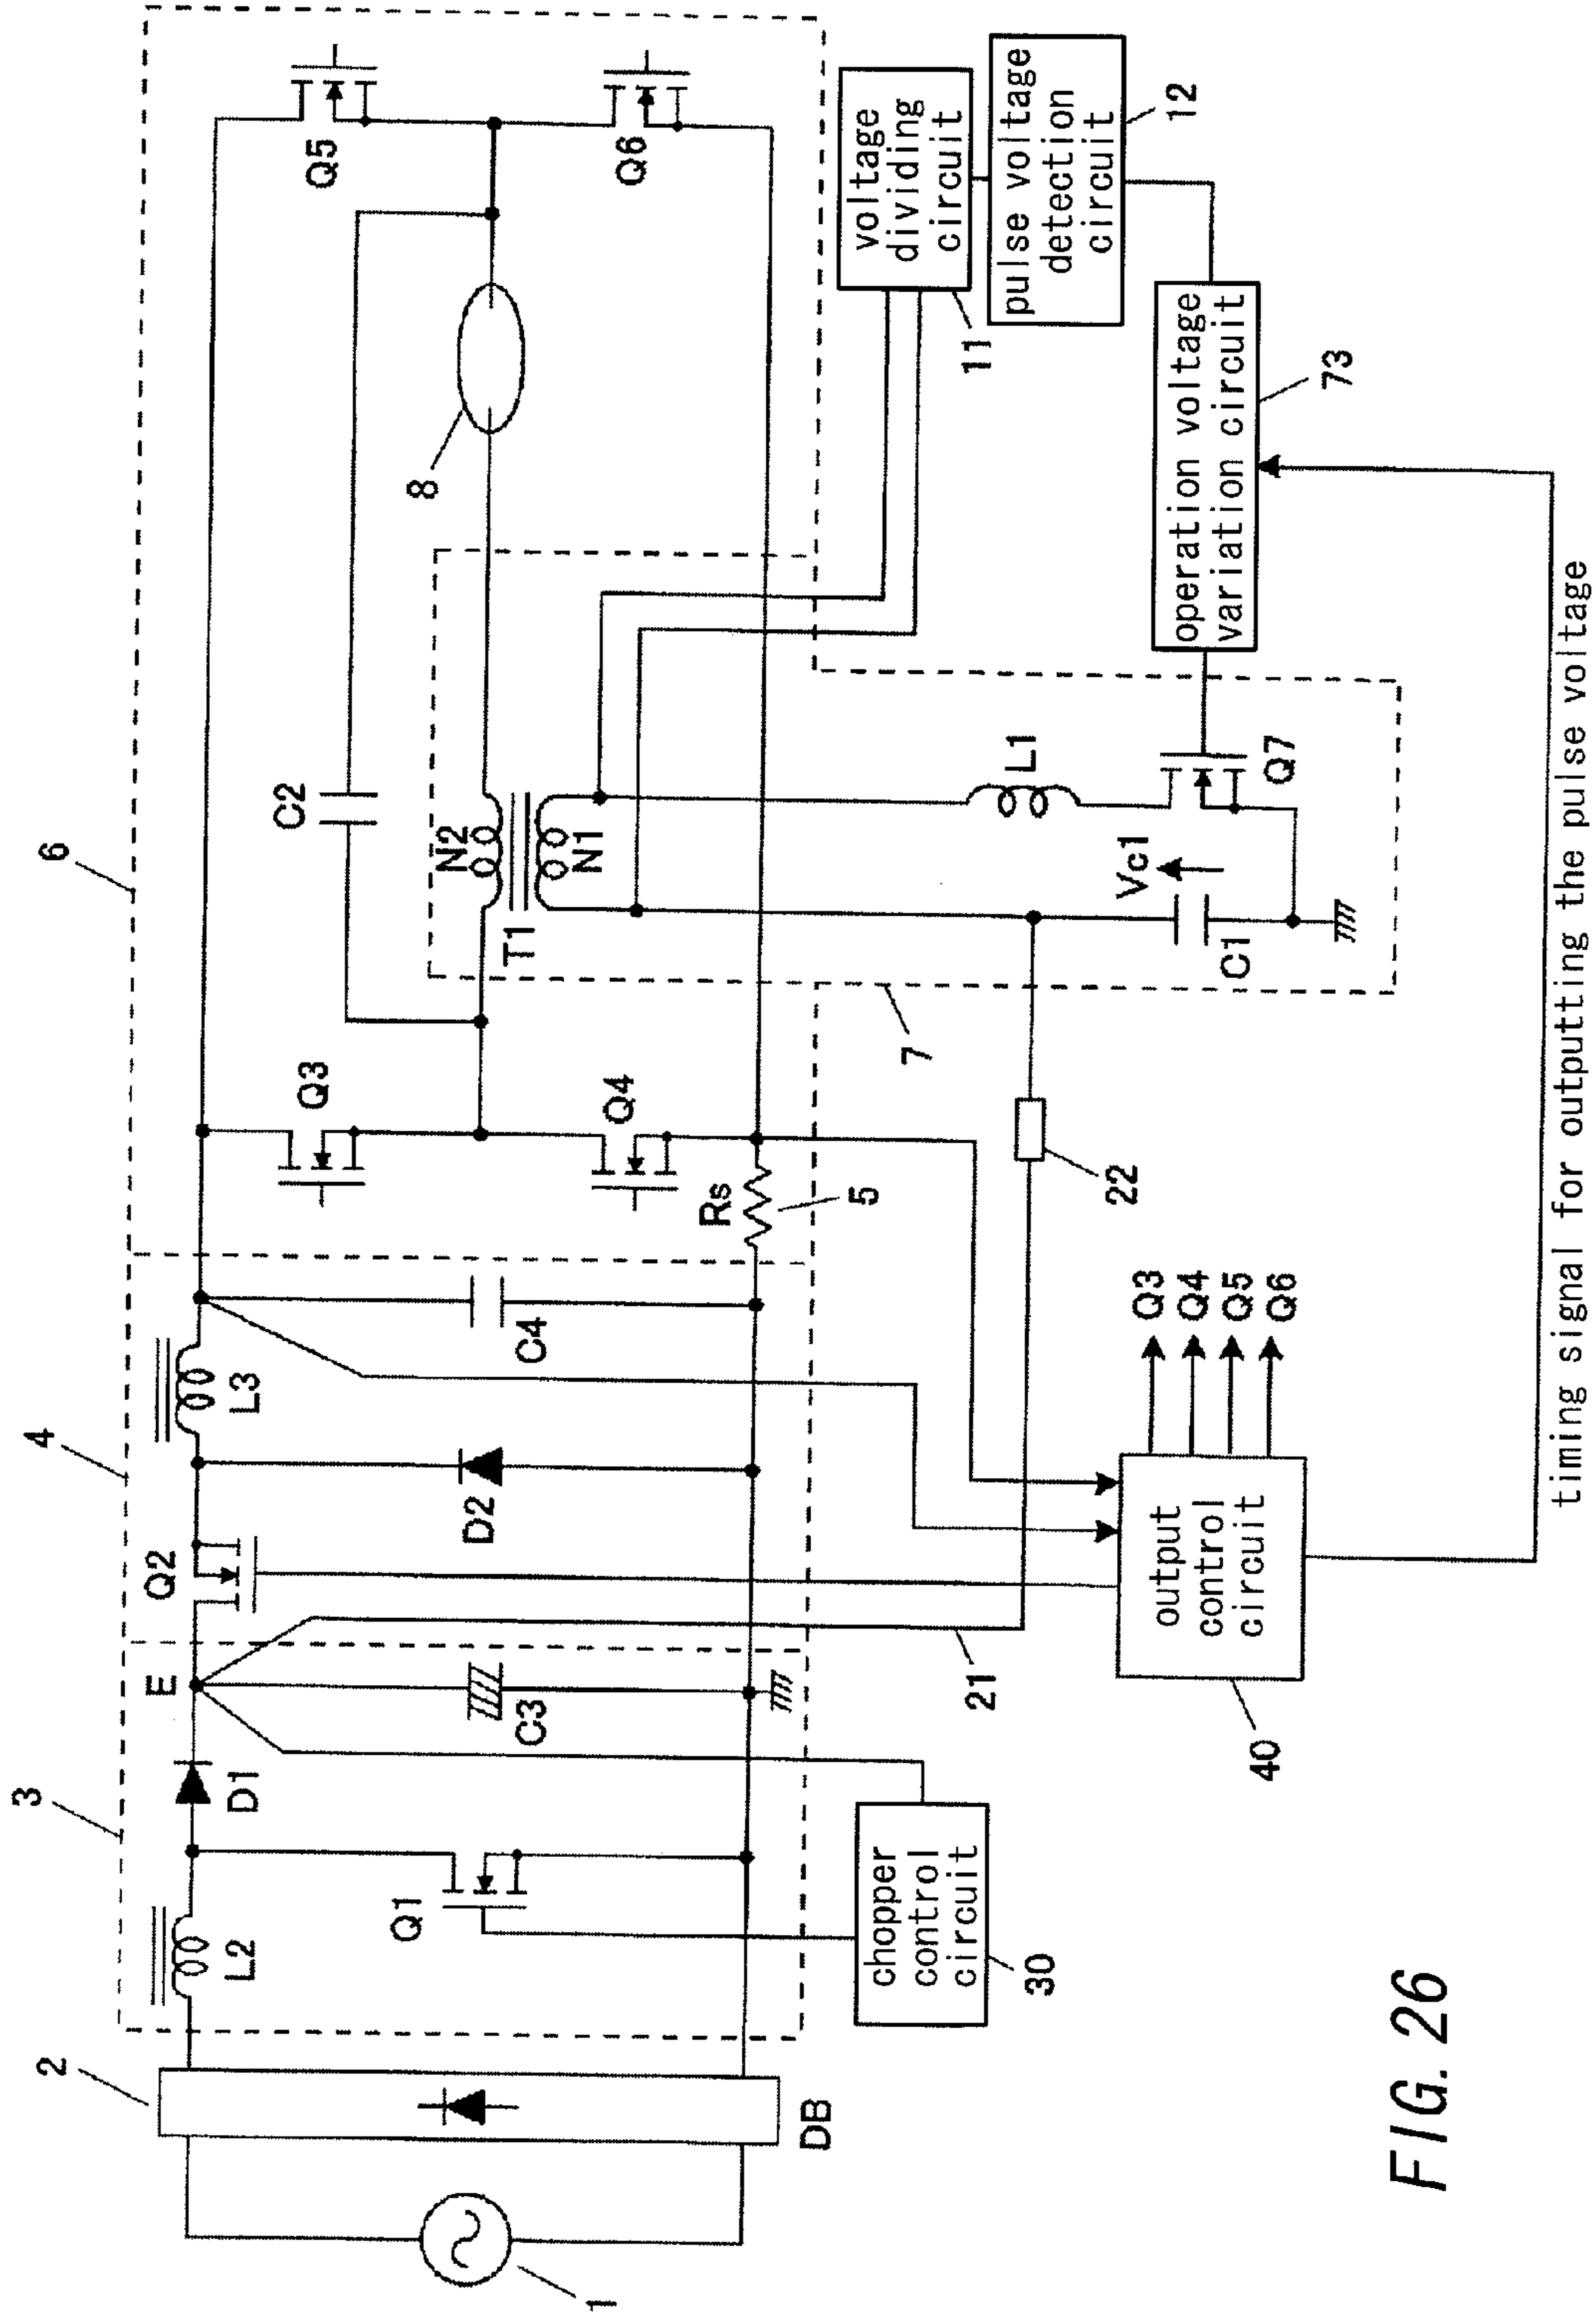 6
4
3
2
1
DB
L2
D1
E
Q1
C3
Q2
D2
L3
C4
Rs
5
Q3
Q4
C2
T1
N2
N1
8
Q5
Q6
7
L1
Vc1
C1
Q7
21
22
chopper
control
circuit
30
output
control
circuit
40
Q3
Q4
Q5
Q6
voltage
dividing
circuit
11
pulse voltage
detection
circuit
12
operation voltage
variation circuit
73
timing signal for outputting the pulse voltage
FIG. 26